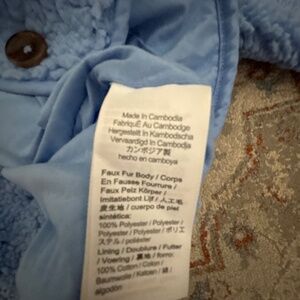 Made In Cambodia
Fabriqué Au Cambodge
Hergestellt In Kambodscha
Vervaardigd In Cambodja
カンボジア製
hecho en camboya
Faux Fur Body / Corps
En Fausse Fourrure /
Faux Pelz Körper /
Imitatiebont Lijf / 人工毛
皮生地 / cuerpo de piel
sintética:
100% Polyester / Polyester /
Polyester / Polyester / ポリエ
ステル / poliéster
Lining / Doublure / Futter
/ Voering / 裏地 / forro:
100% Cotton / Coton /
Baumwolle / Katoen / 綿 /